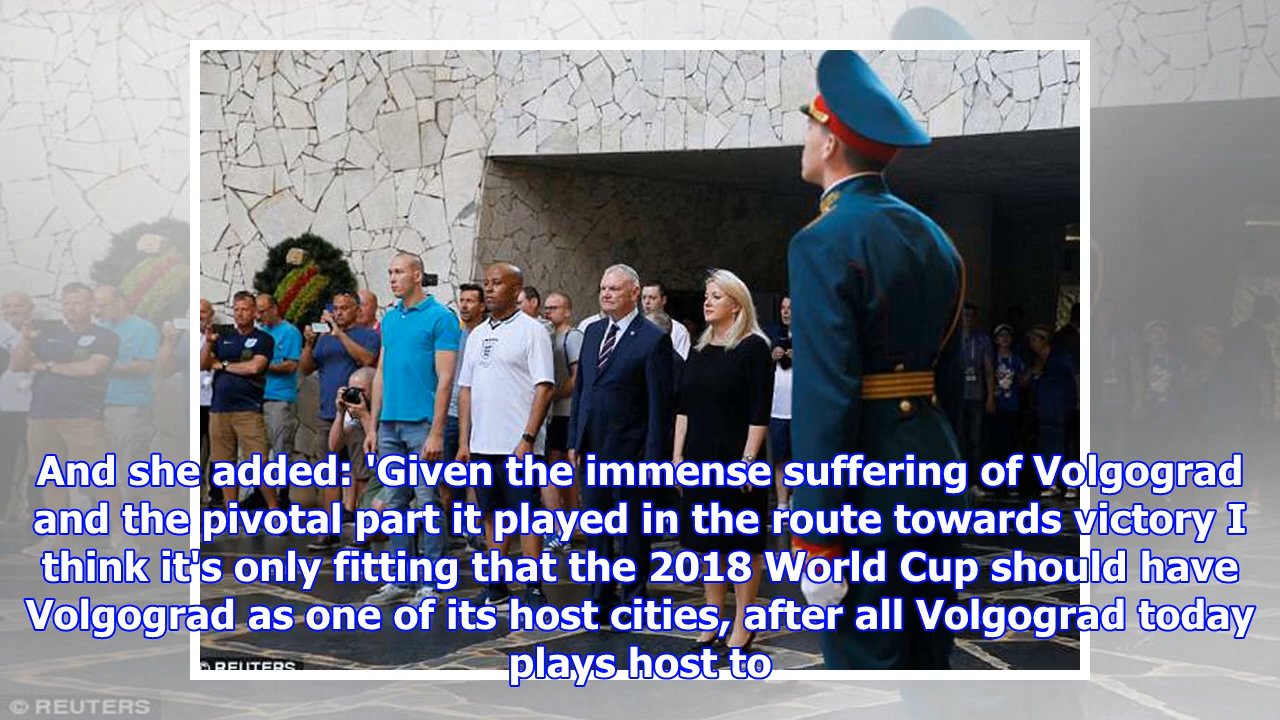 And she added: 'Given the immense suffering of Volgograd
and the pivotal part it played in the route towards victory I
think it's only fitting that the 2018 World Cup should have
Volgograd as one of its host cities, after all Volgograd today
plays host to
© REUTERS
© REUTERS